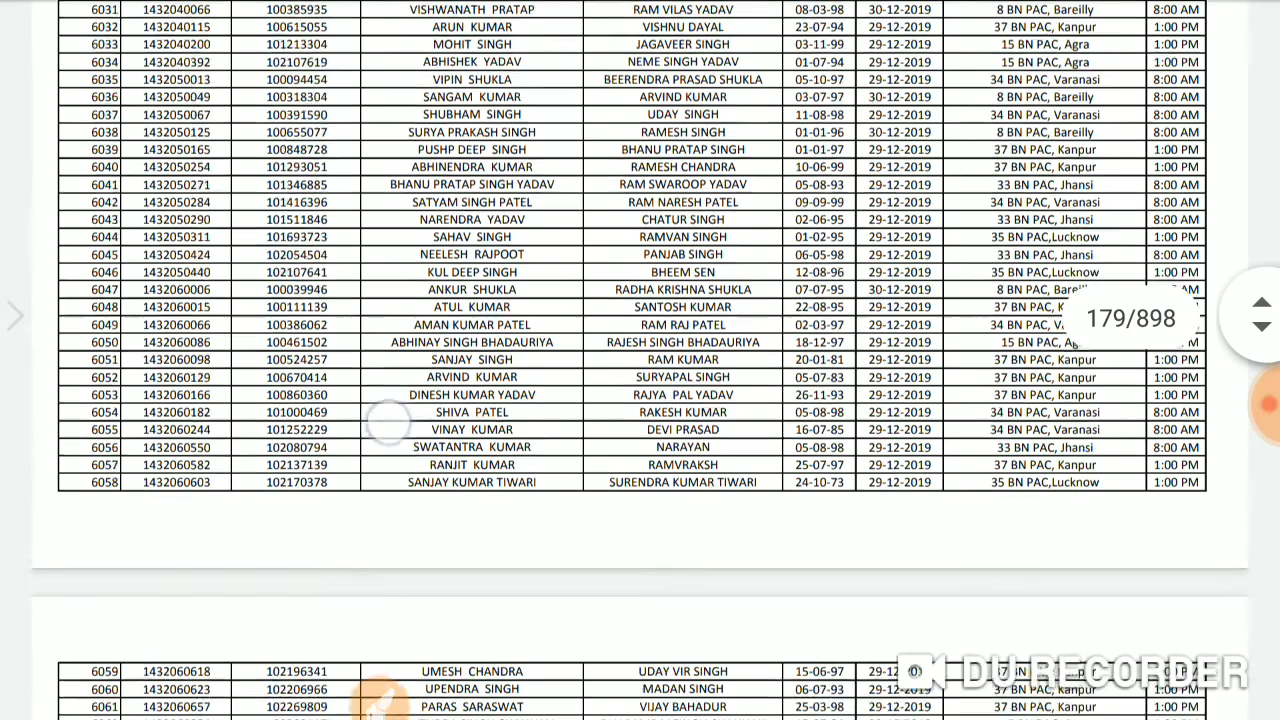 6031 1432040066 100385935 VISHWANATH PRATAP RAM VILAS YADAV 08-03-98 30-12-2019 8 BN PAC, Bareilly 8:00 AM
6032 1432040115 100615055 ARUN KUMAR VISHNU DAYAL 23-07-94 29-12-2019 37 BN PAC, Kanpur 1:00 PM
6033 1432040200 101213304 MOHIT SINGH JAGAVEER SINGH 03-11-99 29-12-2019 15 BN PAC, Agra 1:00 PM
6034 1432040392 102107619 ABHISHEK YADAV NEME SINGH YADAV 01-07-94 29-12-2019 15 BN PAC, Agra 1:00 PM
6035 1432050013 100094454 VIPIN SHUKLA BEERENDRA PRASAD SHUKLA 05-10-97 29-12-2019 34 BN PAC, Varanasi 8:00 AM
6036 1432050049 100318304 SANGAM KUMAR ARVIND KUMAR 03-07-97 30-12-2019 8 BN PAC, Bareilly 8:00 AM
6037 1432050067 100391590 SHUBHAM SINGH UDAY SINGH 11-08-98 29-12-2019 34 BN PAC, Varanasi 8:00 AM
6038 1432050125 100655077 SURYA PRAKASH SINGH RAMESH SINGH 01-01-96 30-12-2019 8 BN PAC, Bareilly 8:00 AM
6039 1432050165 100848728 PUSHP DEEP SINGH BHANU PRATAP SINGH 01-01-97 29-12-2019 37 BN PAC, Kanpur 1:00 PM
6040 1432050254 101293051 ABHINENDRA KUMAR RAMESH CHANDRA 10-06-99 29-12-2019 37 BN PAC, Kanpur 1:00 PM
6041 1432050271 101346885 BHANU PRATAP SINGH YADAV RAM SWAROOP YADAV 05-08-93 29-12-2019 33 BN PAC, Jhansi 8:00 AM
6042 1432050284 101416396 SATYAM SINGH PATEL RAM NARESH PATEL 09-09-99 29-12-2019 34 BN PAC, Varanasi 8:00 AM
6043 1432050290 101511846 NARENDRA YADAV CHATUR SINGH 02-06-95 29-12-2019 33 BN PAC, Jhansi 8:00 AM
6044 1432050311 101693723 SAHAV SINGH RAMVAN SINGH 01-02-95 29-12-2019 35 BN PAC,Lucknow 1:00 PM
6045 1432050424 102054504 NEELESH RAJPOOT PANJAB SINGH 06-05-98 29-12-2019 33 BN PAC, Jhansi 8:00 AM
6046 1432050440 102107641 KUL DEEP SINGH BHEEM SEN 12-08-96 29-12-2019 35 BN PAC,Lucknow 1:00 PM
6047 1432060006 100039946 ANKUR SHUKLA RADHA KRISHNA SHUKLA 07-07-95 30-12-2019 8 BN PAC, AM
6048 1432060015 100111139 ATUL KUMAR SANTOSH KUMAR 22-08-95 29-12-2019 37 BN PAC,
6049 1432060066 100386062 AMAN KUMAR PATEL RAM RAJ PATEL 02-03-97 29-12-2019 34 BN PAC, 179/898
6050 1432060086 100461502 ABHINAY SINGH BHADAURIYA RAJESH SINGH BHADAURIYA 18-12-97 29-12-2019 15 BN PAC,
6051 1432060098 100524257 SANJAY SINGH RAM KUMAR 20-01-81 29-12-2019 37 BN PAC, Kanpur 1:00 PM
6052 1432060129 100670414 ARVIND KUMAR SURYAPAL SINGH 05-07-83 29-12-2019 37 BN PAC, Kanpur 1:00 PM
6053 1432060166 100860360 DINESH KUMAR YADAV RAJYA PAL YADAV 26-11-93 29-12-2019 37 BN PAC, Kanpur 1:00 PM
6054 1432060182 101000469 SHIVA PATEL RAKESH KUMAR 05-08-98 29-12-2019 34 BN PAC, Varanasi 8:00 AM
6055 1432060244 101252229 VINAY KUMAR DEVI PRASAD 16-07-85 29-12-2019 34 BN PAC, Varanasi 8:00 AM
6056 1432060550 102080794 SWATANTRA KUMAR NARAYAN 05-08-98 29-12-2019 33 BN PAC, Jhansi 8:00 AM
6057 1432060582 102137139 RANJIT KUMAR RAMVRAKSH 25-07-97 29-12-2019 37 BN PAC, Kanpur 1:00 PM
6058 1432060603 102170378 SANJAY KUMAR TIWARI SURENDRA KUMAR TIWARI 24-10-73 29-12-2019 35 BN PAC,Lucknow 1:00 PM
6059 1432060618 102196341 UMESH CHANDRA UDAY VIR SINGH 15-06-97 1:00 PM
DU RECORDER
6060 1432060623 102206966 UPENDRA SINGH MADAN SINGH 06-07-93 29-12-2019 37 BN PAC, Kanpur 1:00 PM
6061 1432060657 102269809 PARAS SARASWAT VIJAY BAHADUR 25-03-98 29-12-2019 37 BN PAC, Kanpur 1:00 PM